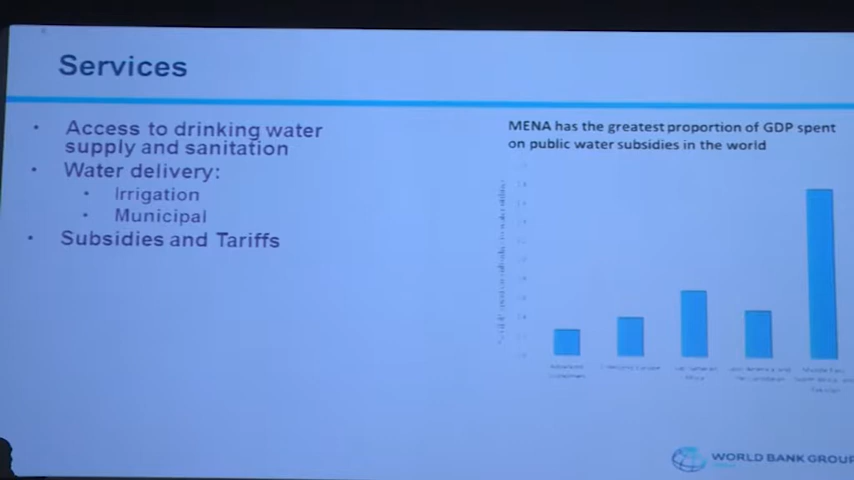 Services
• Access to drinking water
supply and sanitation
• Water delivery:
• Irrigation
• Municipal
• Subsidies and Tariffs
MENA has the greatest proportion of GDP spent
on public water subsidies in the world
WORLD BANK GROUP